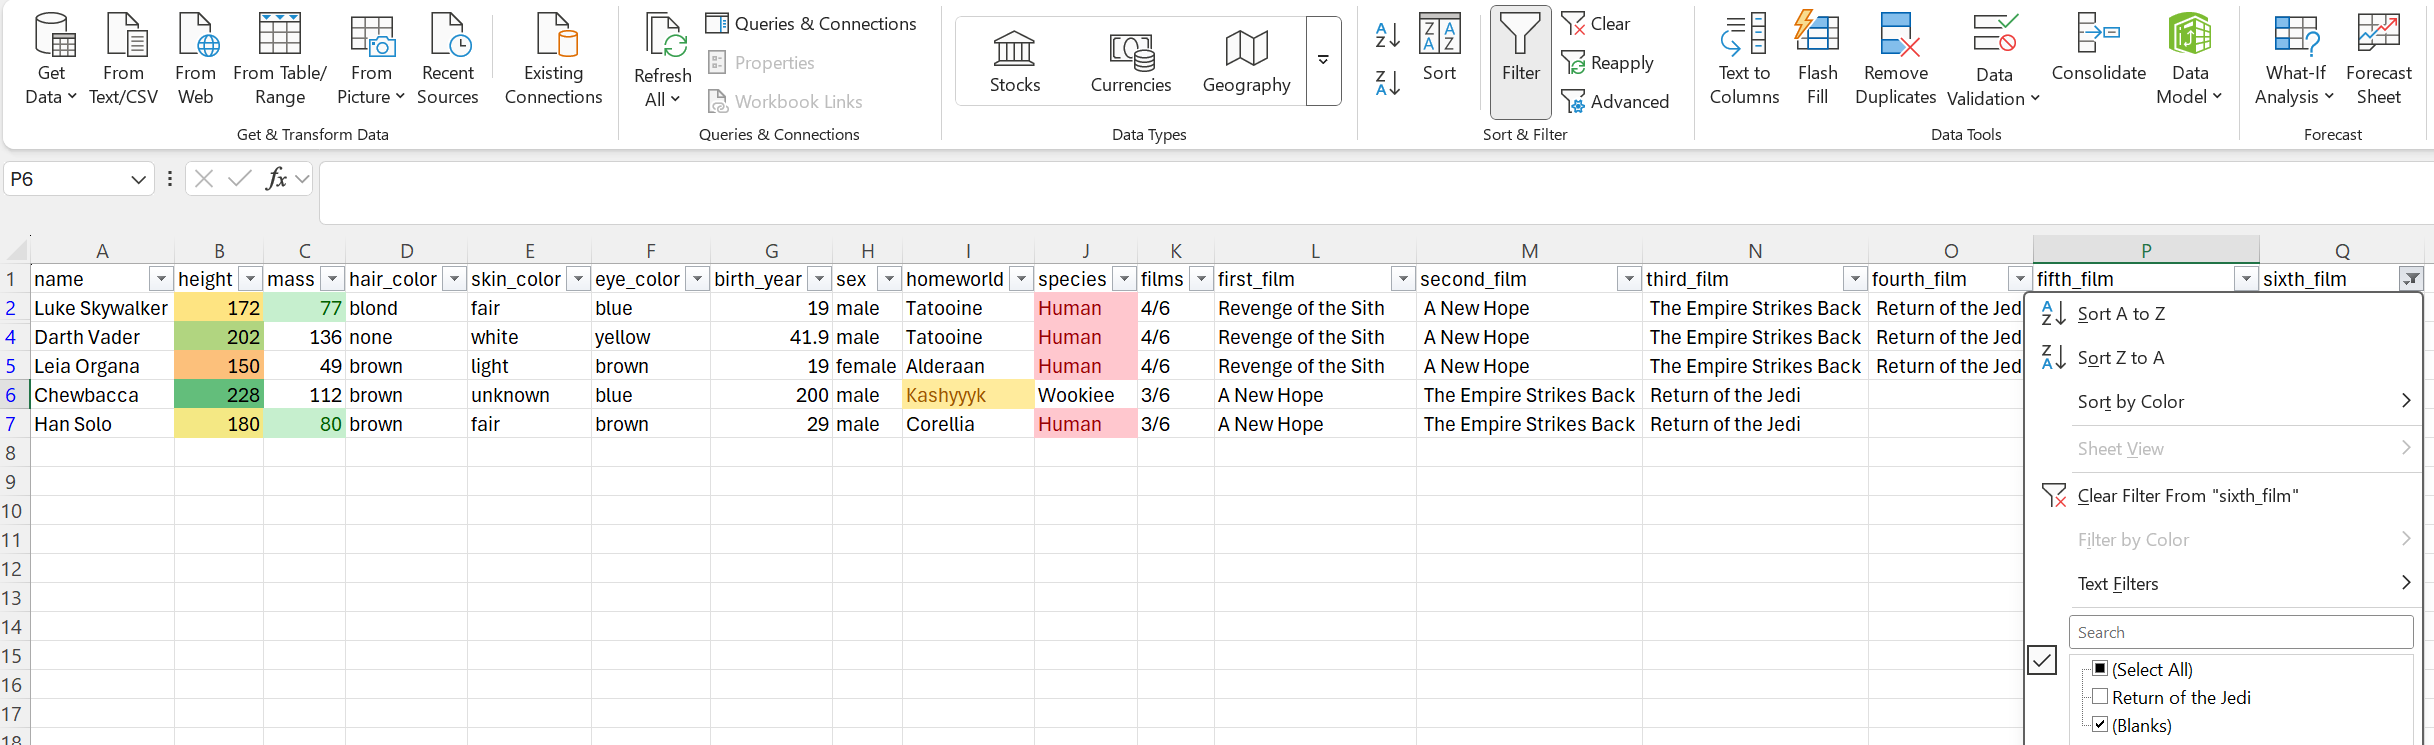 Get Data
From Text/CSV
From Web
From Table/ Range
From Picture
Recent Sources
Existing Connections
Get & Transform Data
Refresh All
Queries & Connections
Properties
Workbook Links
Queries & Connections
Stocks
Currencies
Geography
Data Types
Sort
Filter
Clear
Reapply
Advanced
Sort & Filter
Text to Columns
Flash Fill
Remove Duplicates
Data Validation
Consolidate
Data Model
Data Tools
What-If Analysis
Forecast Sheet
Forecast
P6 fx
A B C D E F G H I J K L M N O P Q
1 name height mass hair_color skin_color eye_color birth_year sex homeworld species films first_film second_film third_film fourth_film fifth_film sixth_film
2 Luke Skywalker 172 77 blond fair blue 19 male Tatooine Human 4/6 Revenge of the Sith A New Hope The Empire Strikes Back Return of the Jed
4 Darth Vader 202 136 none white yellow 41.9 male Tatooine Human 4/6 Revenge of the Sith A New Hope The Empire Strikes Back Return of the Jed
5 Leia Organa 150 49 brown light brown 19 female Alderaan Human 4/6 Revenge of the Sith A New Hope The Empire Strikes Back Return of the Jed
6 Chewbacca 228 112 brown unknown blue 200 male Kashyyyk Wookiee 3/6 A New Hope The Empire Strikes Back Return of the Jedi
7 Han Solo 180 80 brown fair brown 29 male Corellia Human 3/6 A New Hope The Empire Strikes Back Return of the Jedi
8
9
10
11
12
13
14
15
16
17
18
Sort A to Z
Sort Z to A
Sort by Color
Sheet View
Clear Filter From "sixth_film"
Filter by Color
Text Filters
Search
(Select All)
Return of the Jedi
(Blanks)